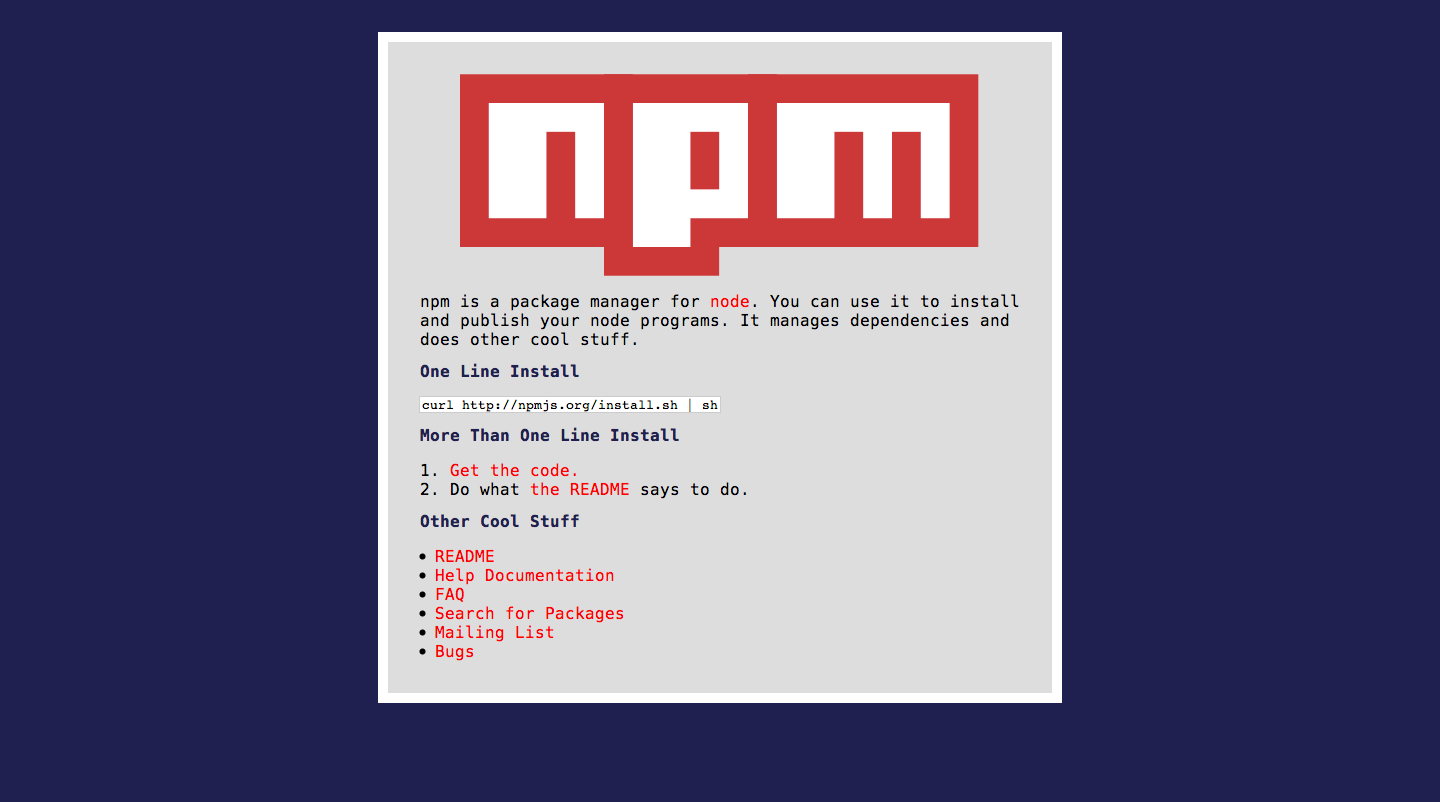 npm
npm is a package manager for node. You can use it to install
and publish your node programs. It manages dependencies and
does other cool stuff.
One Line Install
curl http://npmjs.org/install.sh | sh
More Than One Line Install
1. Get the code.
2. Do what the README says to do.
Other Cool Stuff
• README
• Help Documentation
• FAQ
• Search for Packages
• Mailing List
• Bugs